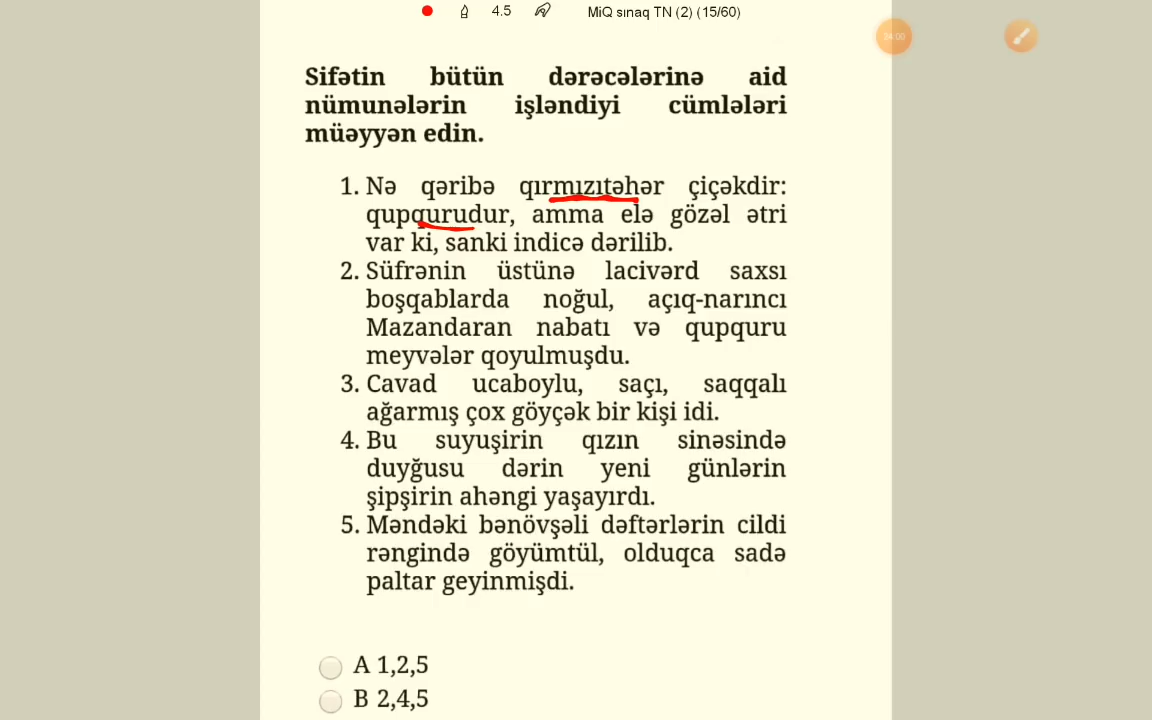 4.5 MiQ sınaq TN (2) (15/60)
34:00
Sifətin bütün dərəcələrinə aid
nümunələrin işləndiyi cümlələri
müəyyən edin.
1. Nə qəribə qırmızıtəhər çiçəkdir:
qupqurudur, amma elə gözəl ətri
var ki, sanki indicə dərilib.
2. Süfrənin üstünə lacivərd saxsı
boşqablarda noğul, açıq-narıncı
Mazandaran nabatı və qupquru
meyvələr qoyulmuşdu.
3. Cavad ucaboylu, saçı, saqqalı
ağarmış çox göyçək bir kişi idi.
4. Bu suyuşirin qızın sinəsində
duyğusu dərin yeni günlərin
şipşirin ahəngi yaşayırdı.
5. Məndəki bənövşəli dəftərlərin cildi
rəngində göyümtül, olduqca sadə
paltar geyinmişdi.
A 1,2,5
B 2,4,5